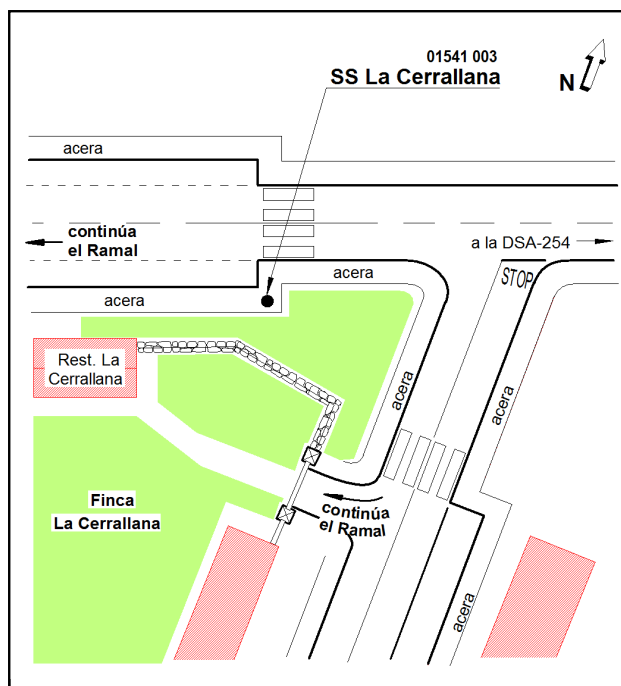 01541 003
SS La Cerrallana
N
acera
continúa
el Ramal
a la DSA-254
STOP
acera
acera
Rest. La
Cerrallana
acera
acera
Finca
La Cerrallana
continúa
el Ramal
acera
acera